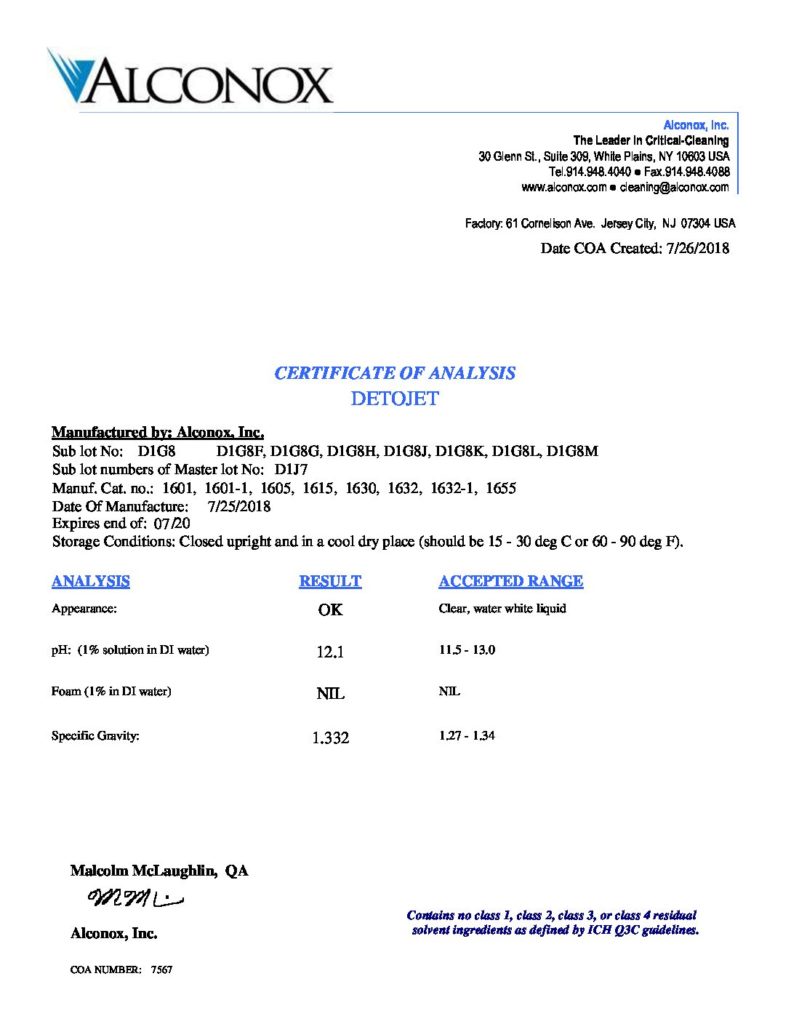 ALCONOX
Alconox, Inc.
The Leader in Critical-Cleaning
30 Glenn St., Suite 309, White Plains, NY 10603 USA
Tel.914.948.4040 ● Fax.914.948.4088
www.alconox.com ● cleaning@alconox.com
Factory: 61 Cornelison Ave. Jersey City, NJ 07304 USA
Date COA Created: 7/26/2018
CERTIFICATE OF ANALYSIS
DETOJET
Manufactured by: Alconox, Inc.
Sub lot No: D1G8 D1G8F, D1G8G, D1G8H, D1G8J, D1G8K, D1G8L, D1G8M
Sub lot numbers of Master lot No: D1J7
Manuf. Cat. no.: 1601, 1601-1, 1605, 1615, 1630, 1632, 1632-1, 1655
Date Of Manufacture: 7/25/2018
Expires end of: 07/20
Storage Conditions: Closed upright and in a cool dry place (should be 15 - 30 deg C or 60 - 90 deg F).
ANALYSIS RESULT ACCEPTED RANGE
Appearance: OK Clear, water white liquid
pH: (1% solution in DI water) 12.1 11.5 - 13.0
Foam (1% in DI water) NIL NIL
Specific Gravity: 1.332 1.27 - 1.34
Malcolm McLaughlin, QA
Alconox, Inc.
Contains no class 1, class 2, class 3, or class 4 residual
solvent ingredients as defined by ICH Q3C guidelines.
COA NUMBER: 7567